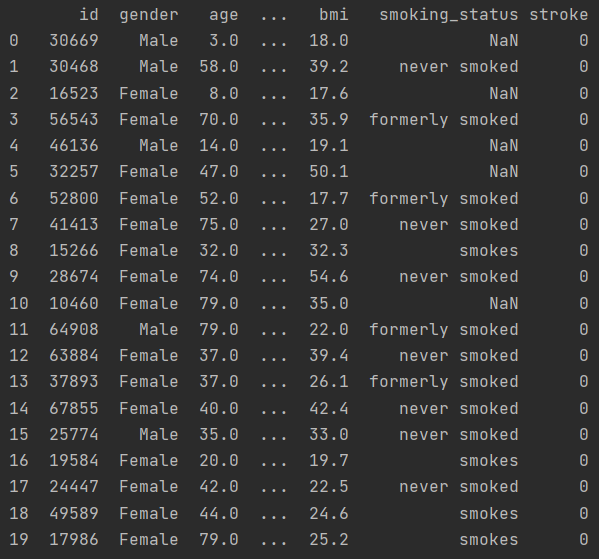 id gender age ... bmi smoking_status stroke
0 30669 Male 3.0 ... 18.0 NaN 0
1 30468 Male 58.0 ... 39.2 never smoked 0
2 16523 Female 8.0 ... 17.6 NaN 0
3 56543 Female 70.0 ... 35.9 formerly smoked 0
4 46136 Male 14.0 ... 19.1 NaN 0
5 32257 Female 47.0 ... 50.1 NaN 0
6 52800 Female 52.0 ... 17.7 formerly smoked 0
7 41413 Female 75.0 ... 27.0 never smoked 0
8 15266 Female 32.0 ... 32.3 smokes 0
9 28674 Female 74.0 ... 54.6 never smoked 0
10 10460 Female 79.0 ... 35.0 NaN 0
11 64908 Male 79.0 ... 22.0 formerly smoked 0
12 63884 Female 37.0 ... 39.4 never smoked 0
13 37893 Female 37.0 ... 26.1 formerly smoked 0
14 67855 Female 40.0 ... 42.4 never smoked 0
15 25774 Male 35.0 ... 33.0 never smoked 0
16 19584 Female 20.0 ... 19.7 smokes 0
17 24447 Female 42.0 ... 22.5 never smoked 0
18 49589 Female 44.0 ... 24.6 smokes 0
19 17986 Female 79.0 ... 25.2 smokes 0